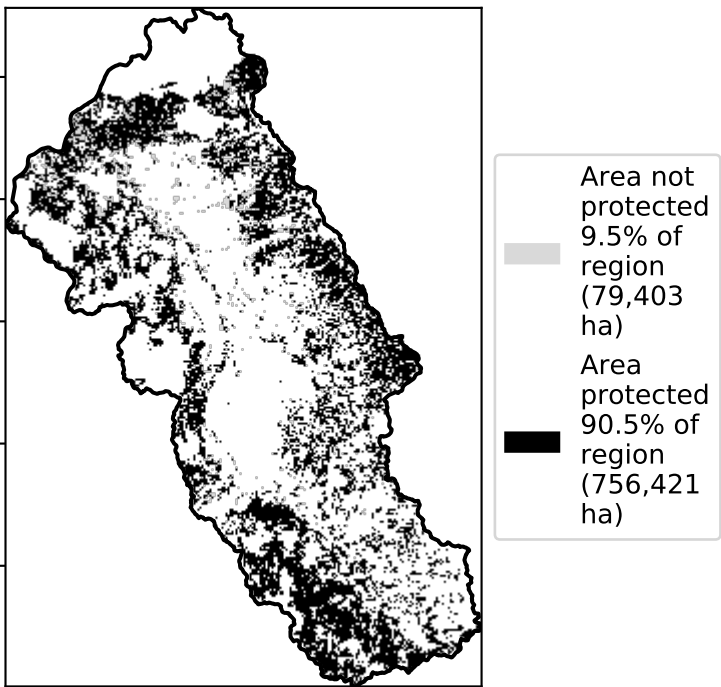 Area not
protected
9.5% of
region
(79,403
ha)
Area
protected
90.5% of
region
(756,421
ha)